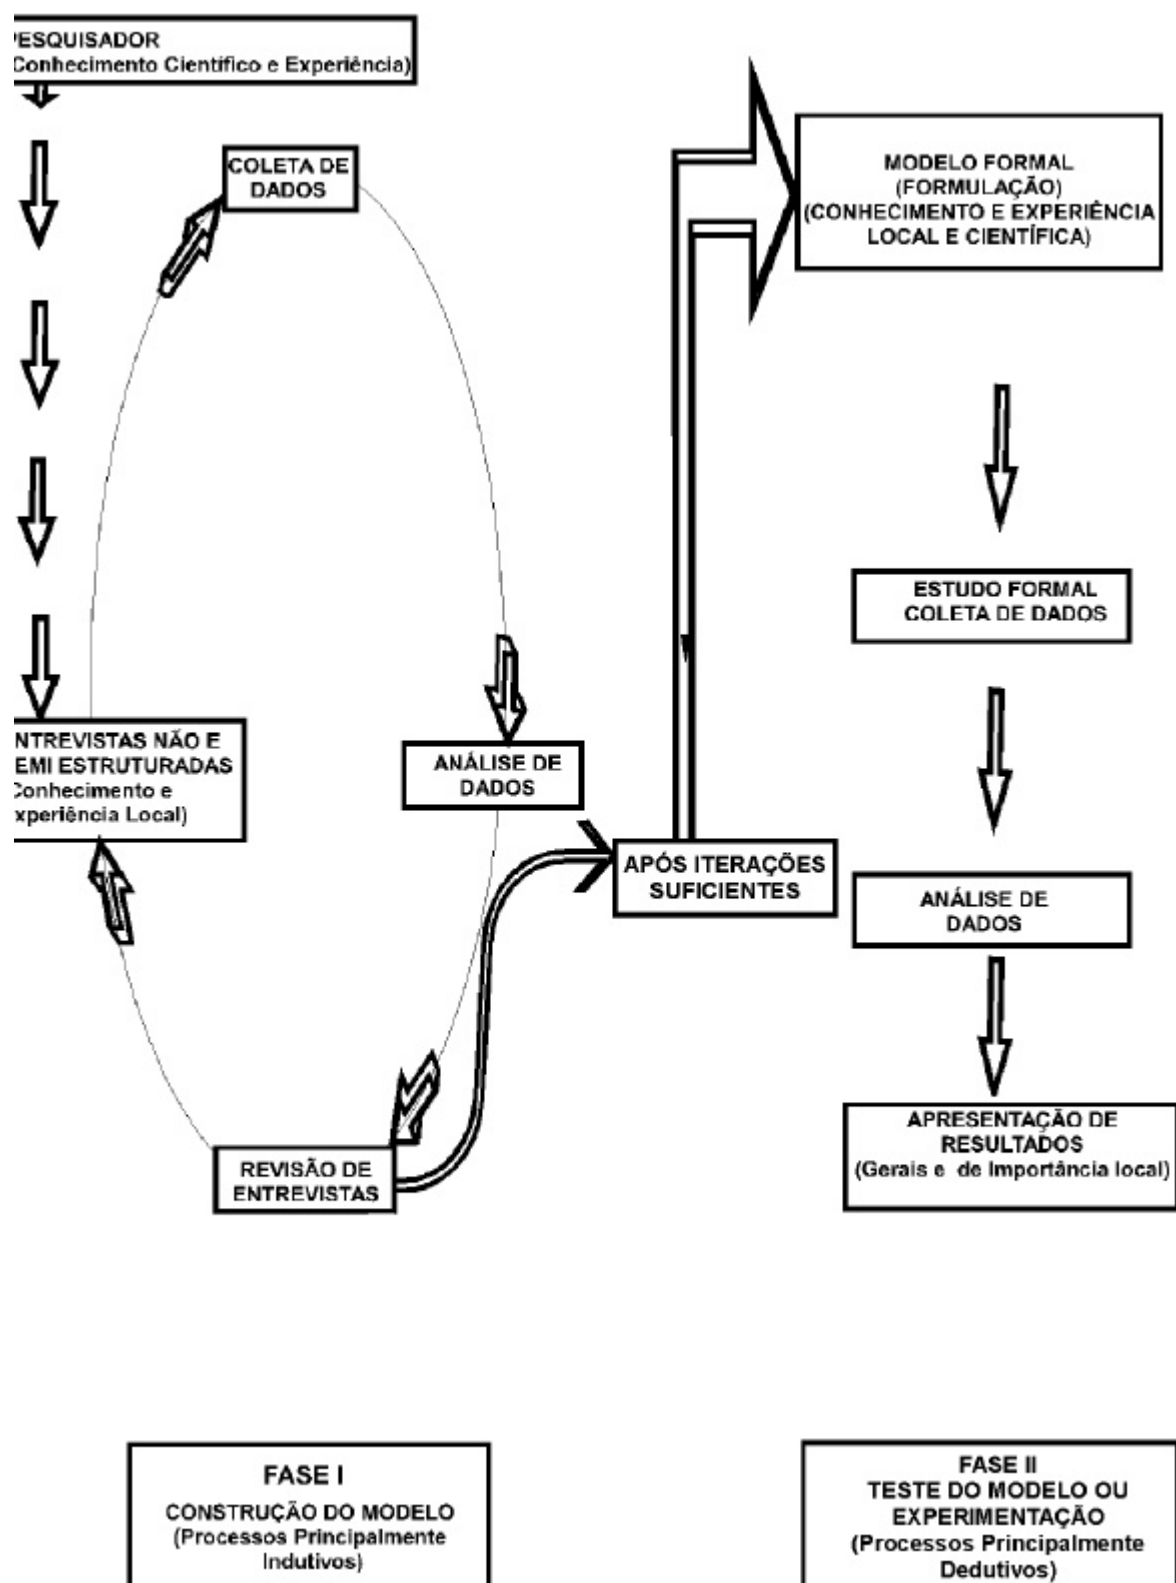 PESQUISADOR
Conhecimento Científico e Experiência)
COLETA DE
DADOS
NTREVISTAS NÃO E
EMI ESTRUTURADAS
Conhecimento e
xperiência Local)
ANÁLISE DE
DADOS
REVISÃO DE
ENTREVISTAS
APÓS ITERAÇÕES
SUFICIENTES
MODELO FORMAL
(FORMULAÇÃO)
(CONHECIMENTO E EXPERIÊNCIA
LOCAL E CIENTÍFICA)
ESTUDO FORMAL
COLETA DE DADOS
ANÁLISE DE
DADOS
APRESENTAÇÃO DE
RESULTADOS
(Gerais e de Importância local)
FASE I
CONSTRUÇÃO DO MODELO
(Processos Principalmente
Indutivos)
FASE II
TESTE DO MODELO OU
EXPERIMENTAÇÃO
(Processos Principalmente
Dedutivos)